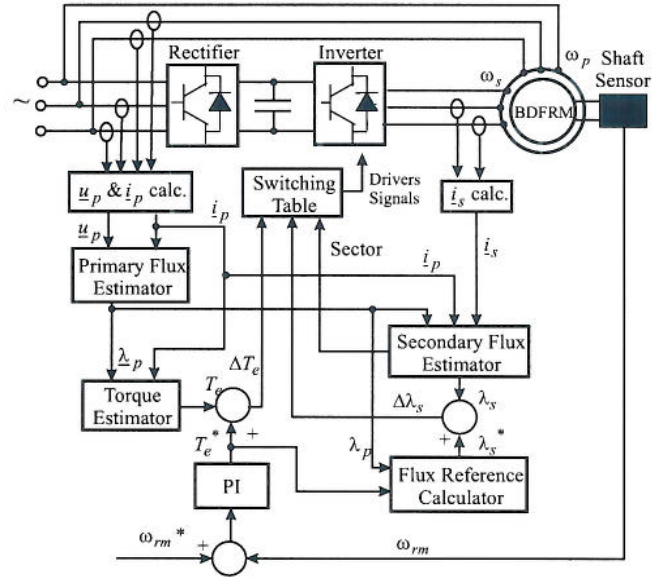 Rectifier
Inverter
ω_s
ω_p
Shaft
Sensor
BDFRM
~
u_p & i_p calc.
Switching
Table
Drivers
Signals
i_s calc.
u_p
i_p
Sector
i_p
i_s
Primary Flux
Estimator
Secondary Flux
Estimator
λ_p
ΔT_e
T_e
Torque
Estimator
Δλ_s
λ_s
+
T_e*
+
λ_p
λ_s*
PI
Flux Reference
Calculator
ω_rm*
+
ω_rm